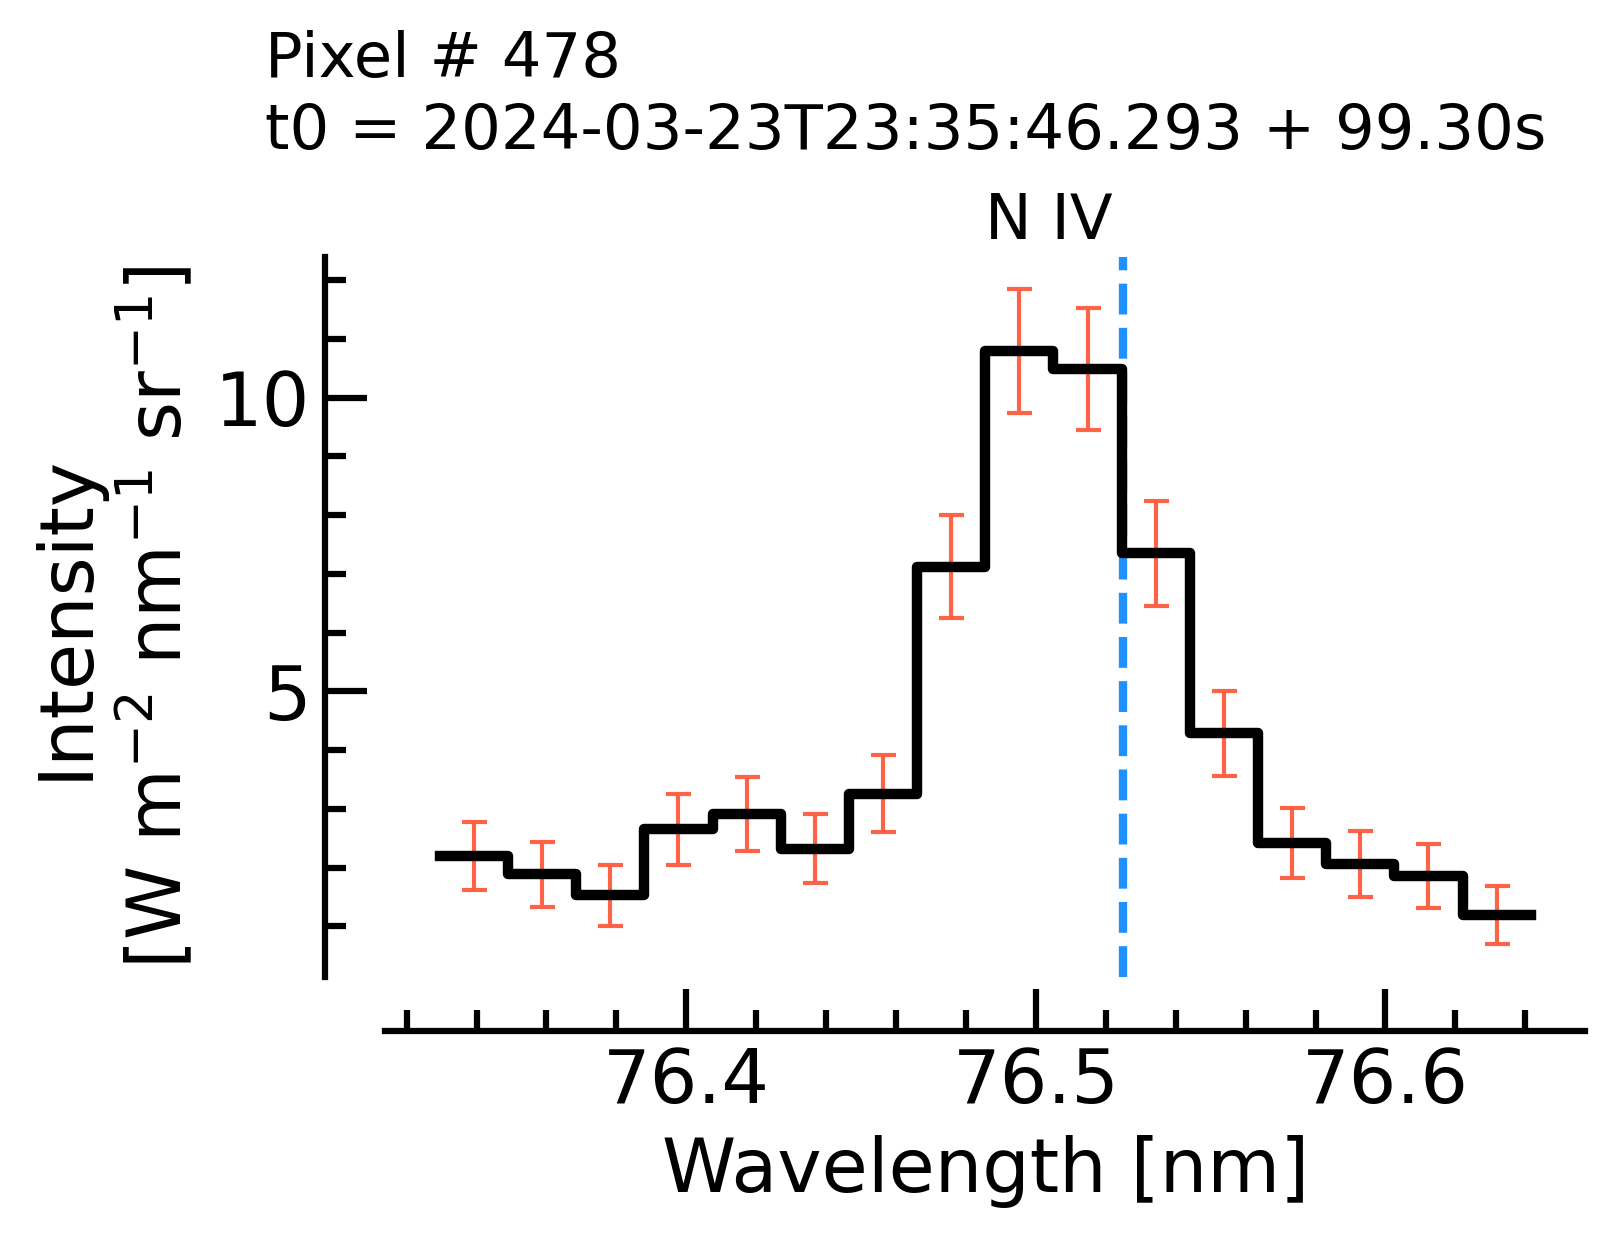 Pixel # 478
t0 = 2024-03-23T23:35:46.293 + 99.30s
N IV
Intensity
[W m⁻² nm⁻¹ sr⁻¹]
10
5
76.4 76.5 76.6
Wavelength [nm]